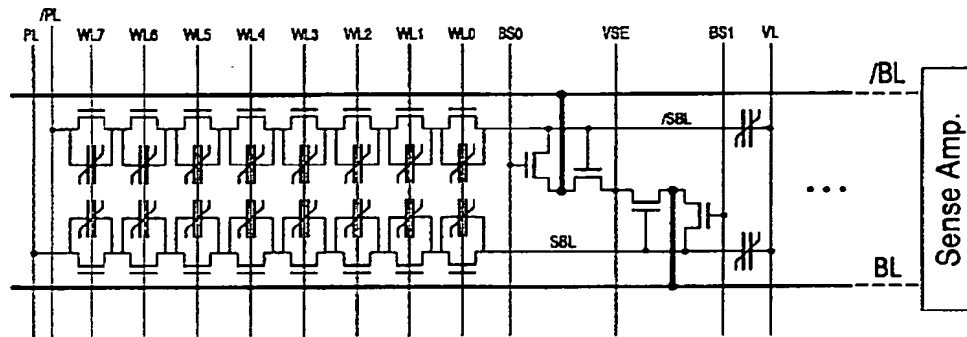 /PL
PL WL7 WL6 WL5 WL4 WL3 WL2 WL1 WL0 BS0 VSE BS1 VL
/BL
/SBL
SBL
BL
Sense Amp.